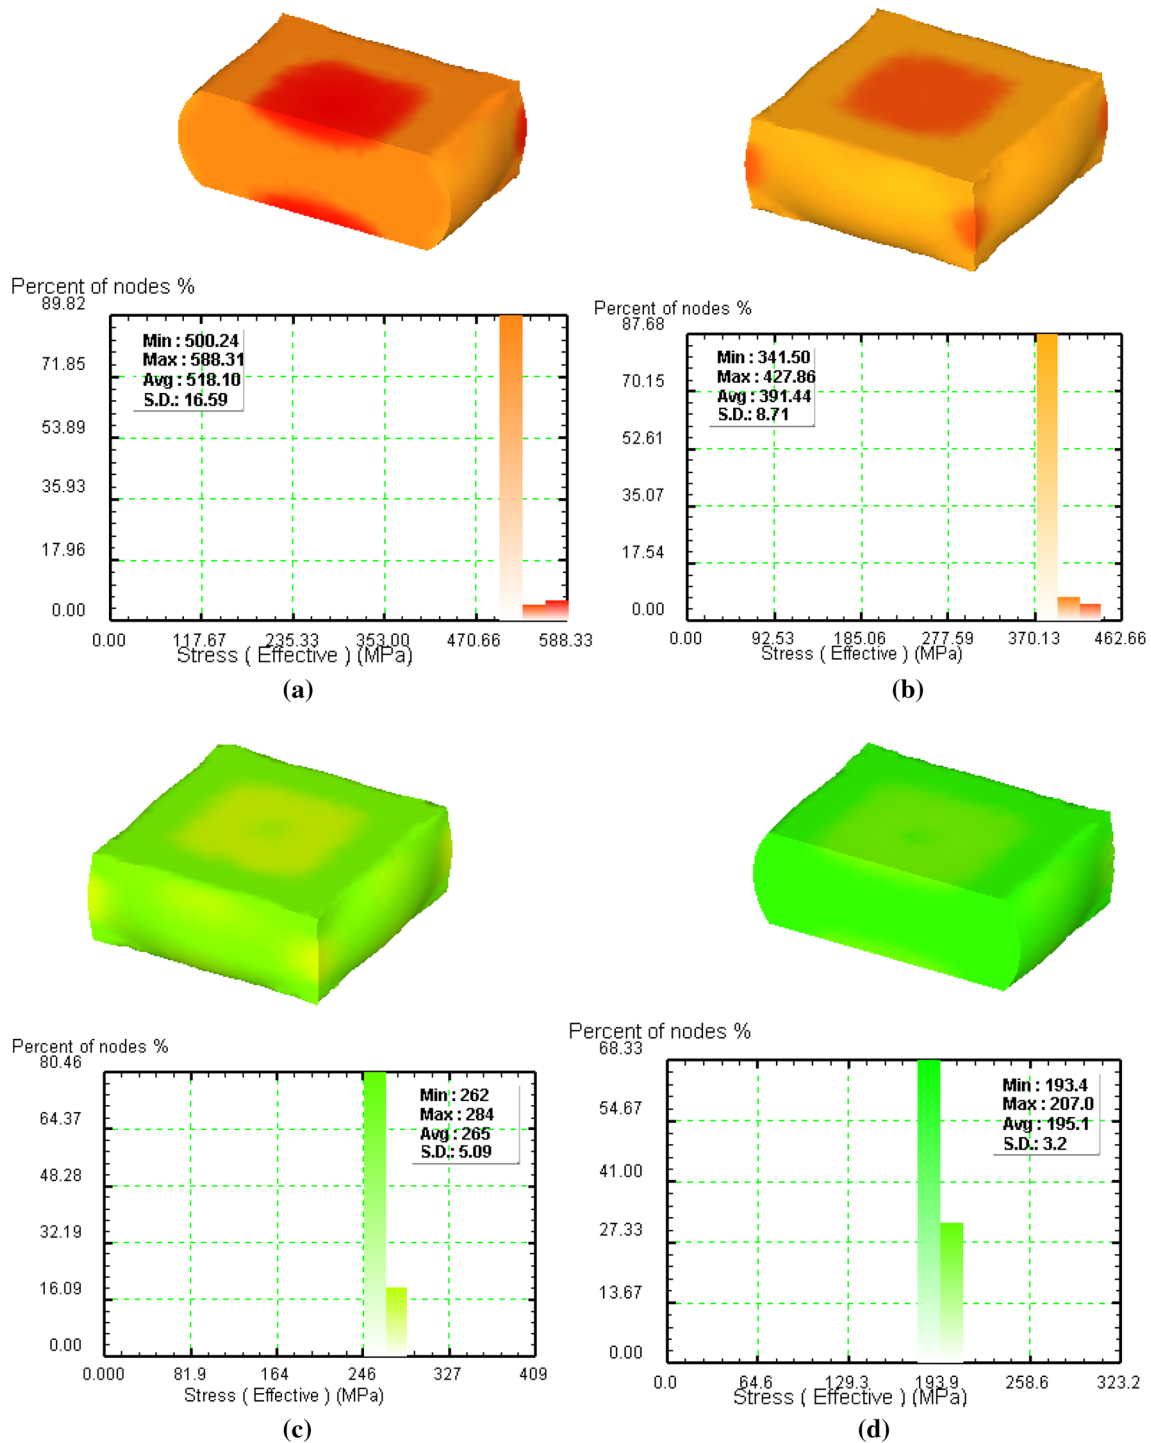 Percent of nodes %
89.82
71.85
53.89
35.93
17.96
0.00
Min : 500.24
Max : 588.31
Avg : 518.10
S.D.: 16.59
0.00 117.67 235.33 353.00 470.66 588.33
Stress ( Effective ) (MPa)
(a)
Percent of nodes %
87.68
70.15
52.61
35.07
17.54
0.00
Min : 341.50
Max : 427.86
Avg : 391.44
S.D.: 8.71
0.00 92.53 185.06 277.59 370.13 462.66
Stress ( Effective ) (MPa)
(b)
Percent of nodes %
80.46
64.37
48.28
32.19
16.09
0.00
Min : 262
Max : 284
Avg : 265
S.D.: 5.09
0.000 81.9 164 246 327 409
Stress ( Effective ) (MPa)
(c)
Percent of nodes %
68.33
54.67
41.00
27.33
13.67
0.00
Min : 193.4
Max : 207.0
Avg : 195.1
S.D.: 3.2
0.0 64.6 129.3 193.9 258.6 323.2
Stress ( Effective ) (MPa)
(d)